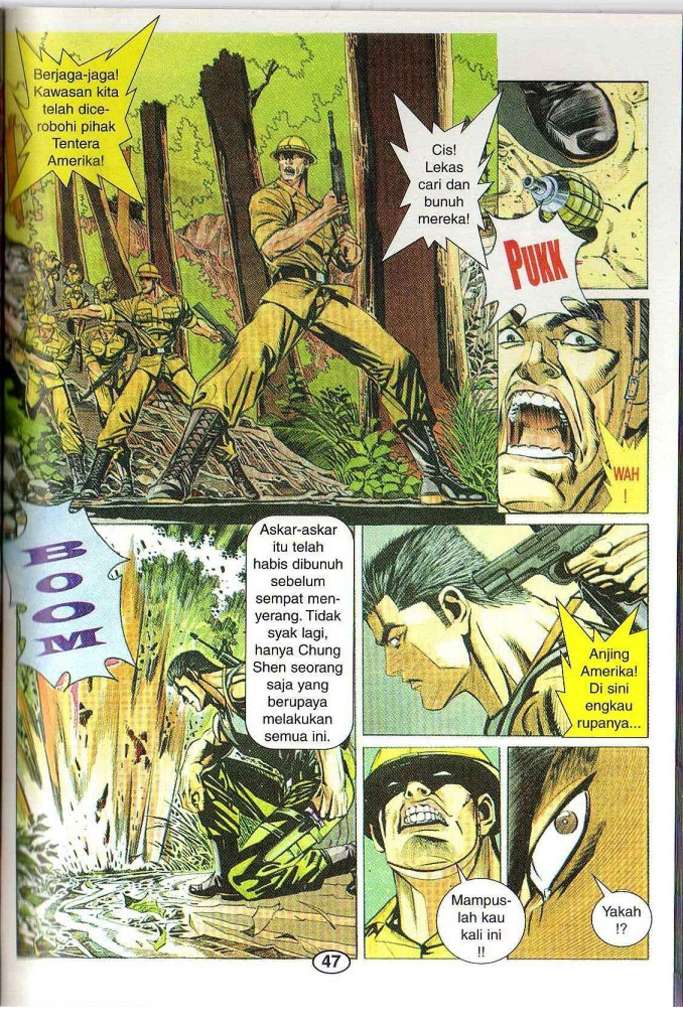 Berjaga-jaga!
Kawasan kita
telah dice-
robohi pihak
Tentera
Amerika!
Cis!
Lekas
cari dan
bunuh
mereka!
PUKK
WAH
!
BOOM
Askar-askar
itu telah
habis dibunuh
sebelum
sempat men-
yerang. Tidak
syak lagi,
hanya Chung
Shen seorang
saja yang
berupaya
melakukan
semua ini.
Anjing
Amerika!
Di sini
engkau
rupanya...
Mampus-
lah kau
kali ini
!!
Yakah
!?
47